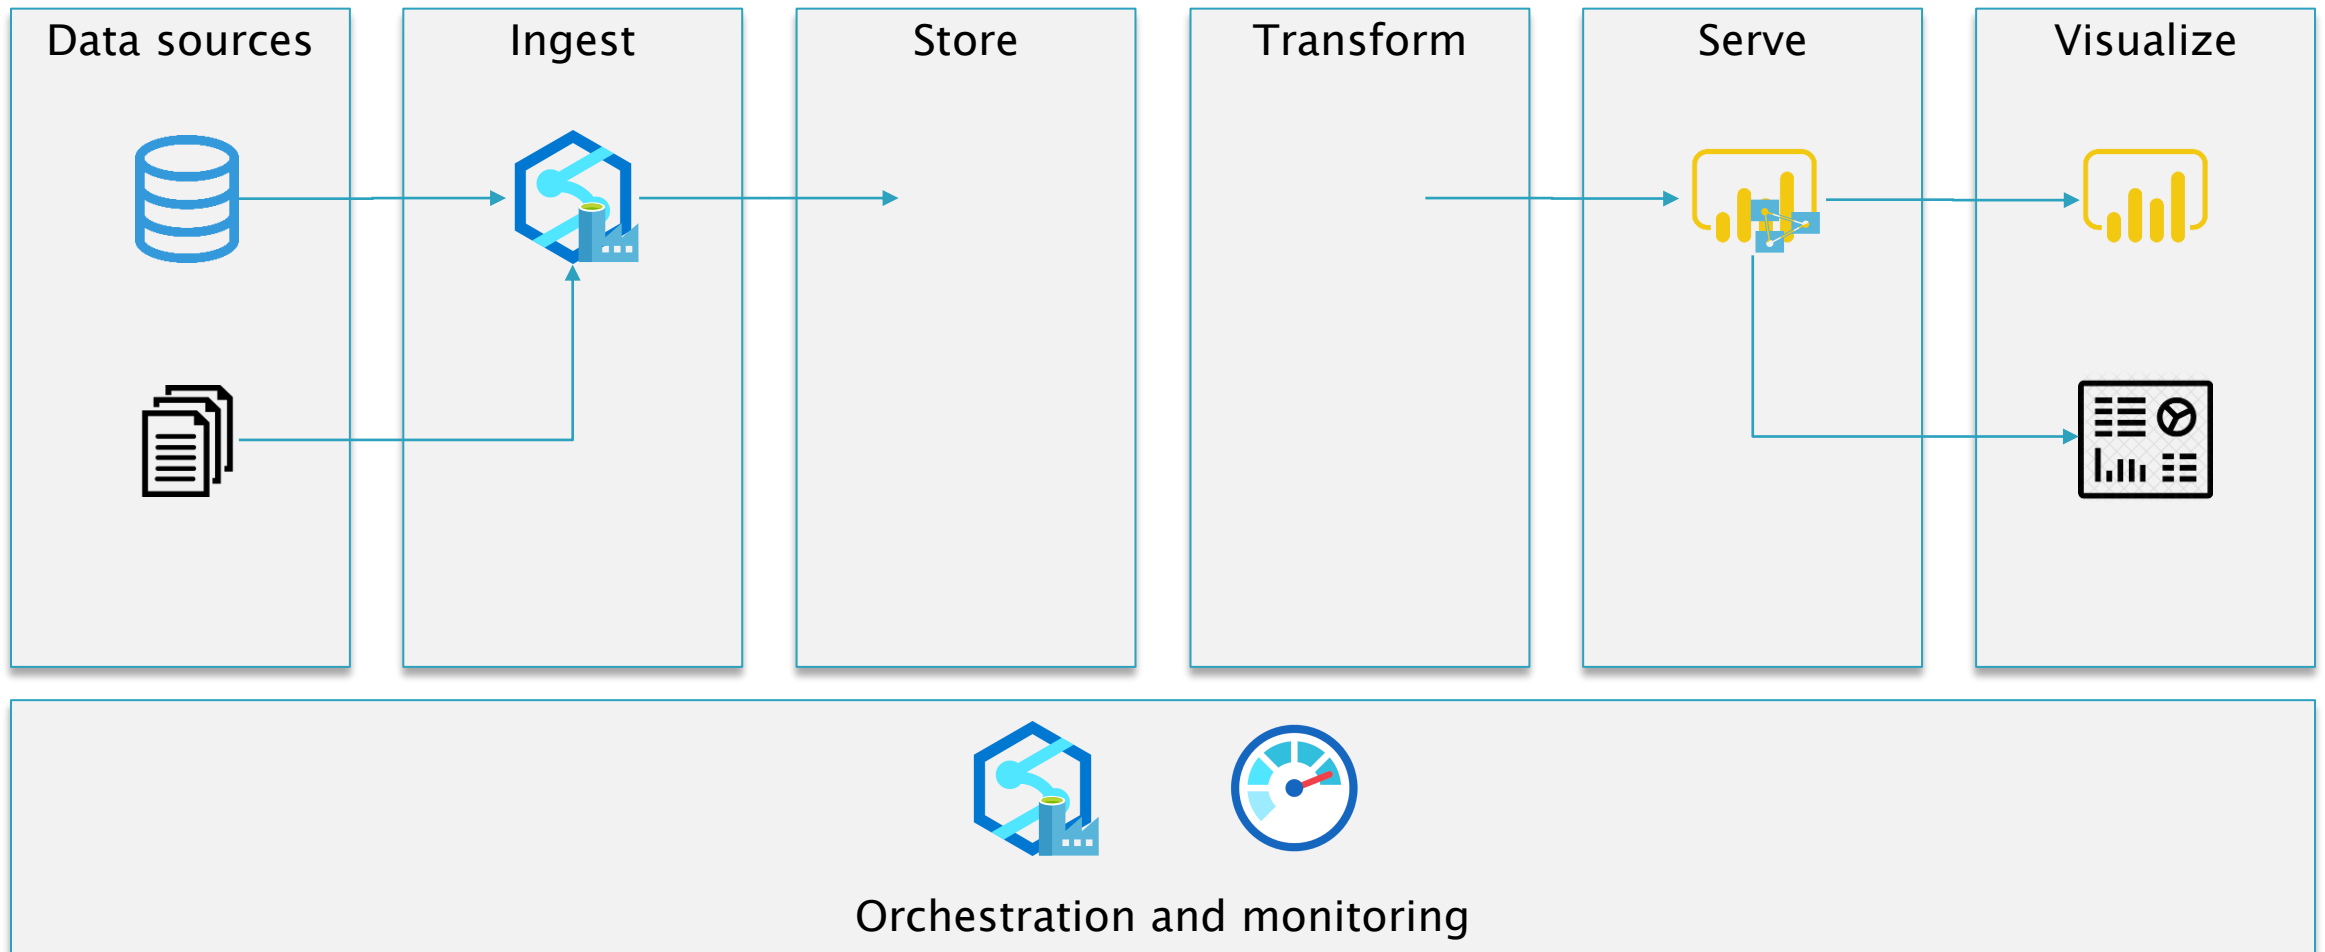 Data sources
Ingest
Store
Transform
Serve
Visualize
Orchestration and monitoring